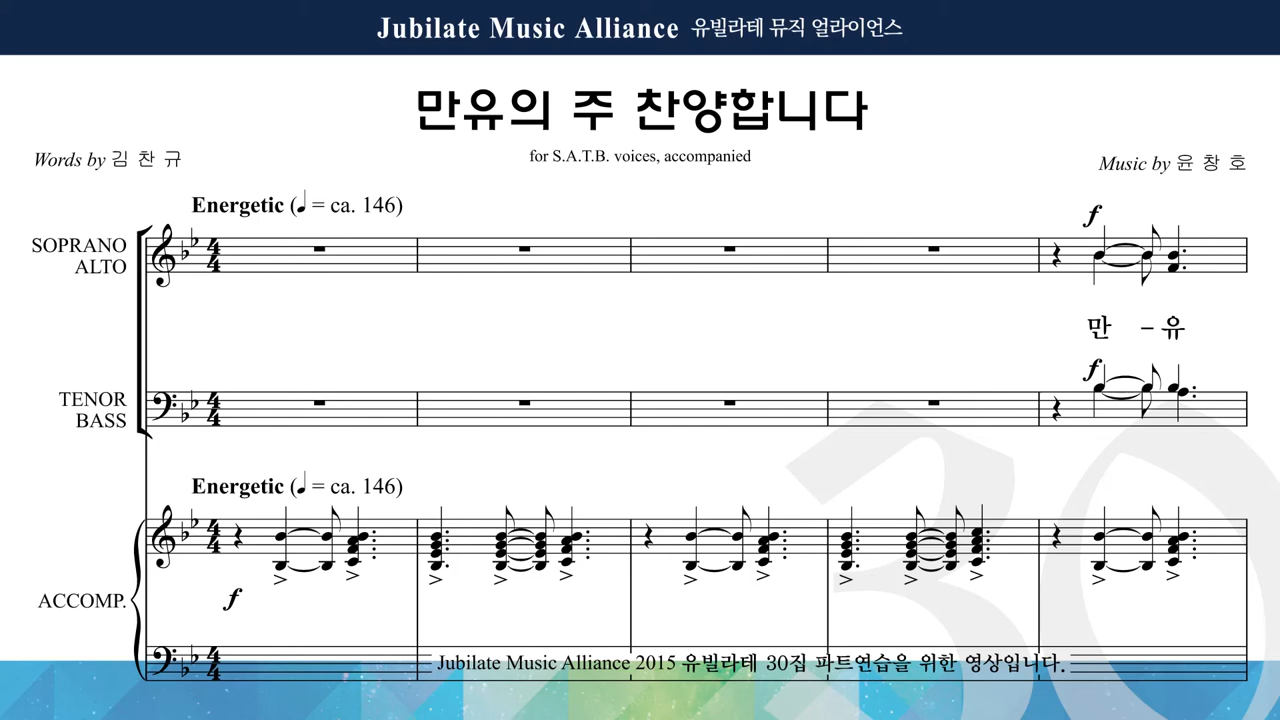 Jubilate Music Alliance 유빌라테 뮤직 얼라이언스
만유의 주 찬양합니다
for S.A.T.B. voices, accompanied
Words by 김 찬 규
Music by 윤 창 호
Energetic (♩ = ca. 146)
f
SOPRANO
ALTO
만 - 유
f
TENOR
BASS
Energetic (♩ = ca. 146)
f
ACCOMP.
30
Jubilate Music Alliance 2015 유빌라테 30집 파트연습을 위한 영상입니다.